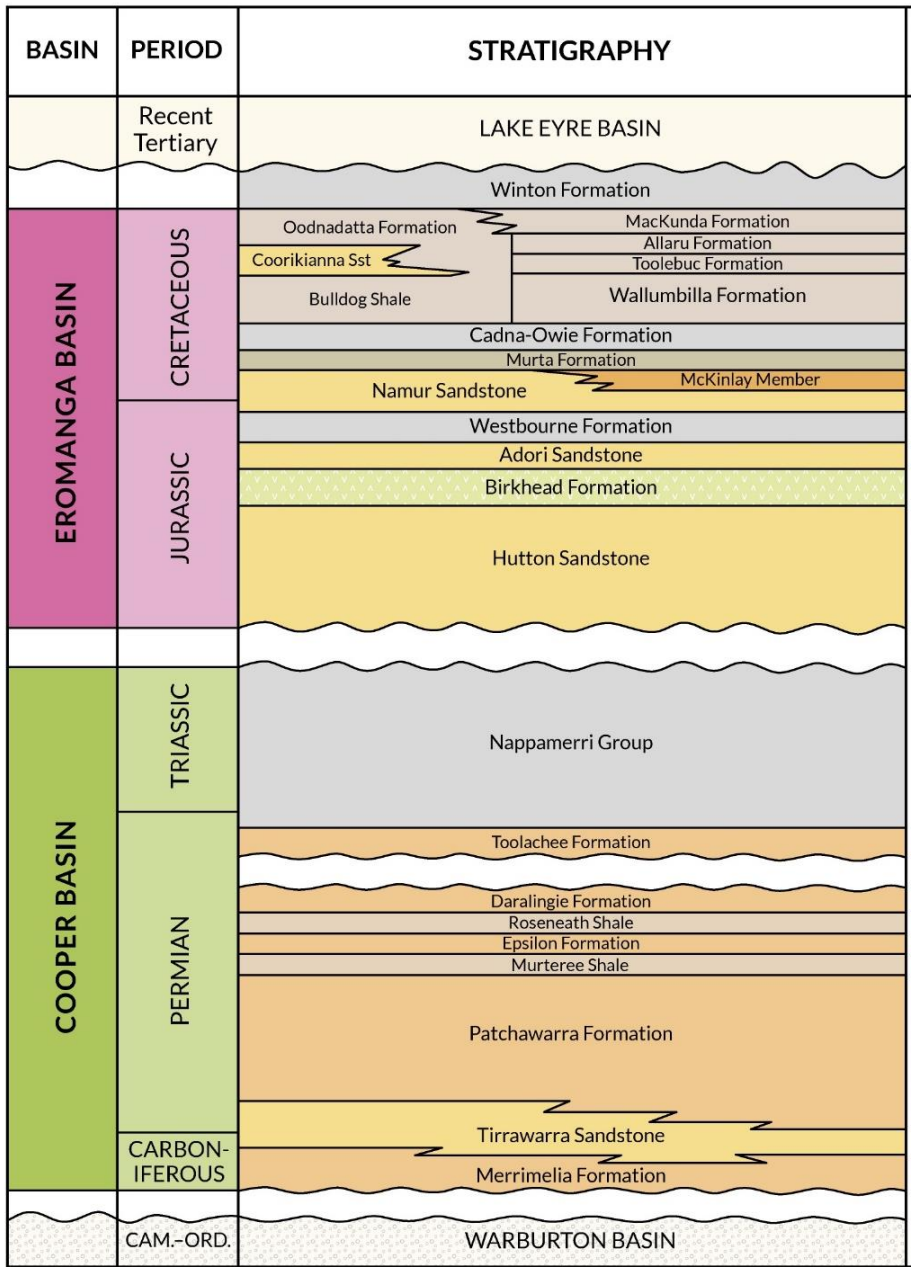 BASIN
PERIOD
STRATIGRAPHY
Recent
Tertiary
LAKE EYRE BASIN
Winton Formation
EROMANGA BASIN
CRETACEOUS
Oodnadatta Formation
MacKunda Formation
Allaru Formation
Coorikianna Sst
Toolebuc Formation
Bulldog Shale
Wallumbilla Formation
Cadna-Owie Formation
Murta Formation
Namur Sandstone
McKinlay Member
JURASSIC
Westbourne Formation
Adori Sandstone
Birkhead Formation
Hutton Sandstone
COOPER BASIN
TRIASSIC
Nappamerri Group
PERMIAN
Toolachee Formation
Daralingie Formation
Roseneath Shale
Epsilon Formation
Murteree Shale
Patchawarra Formation
Tirrawarra Sandstone
CARBON-
IFEROUS
Merrimelia Formation
CAM.–ORD.
WARBURTON BASIN